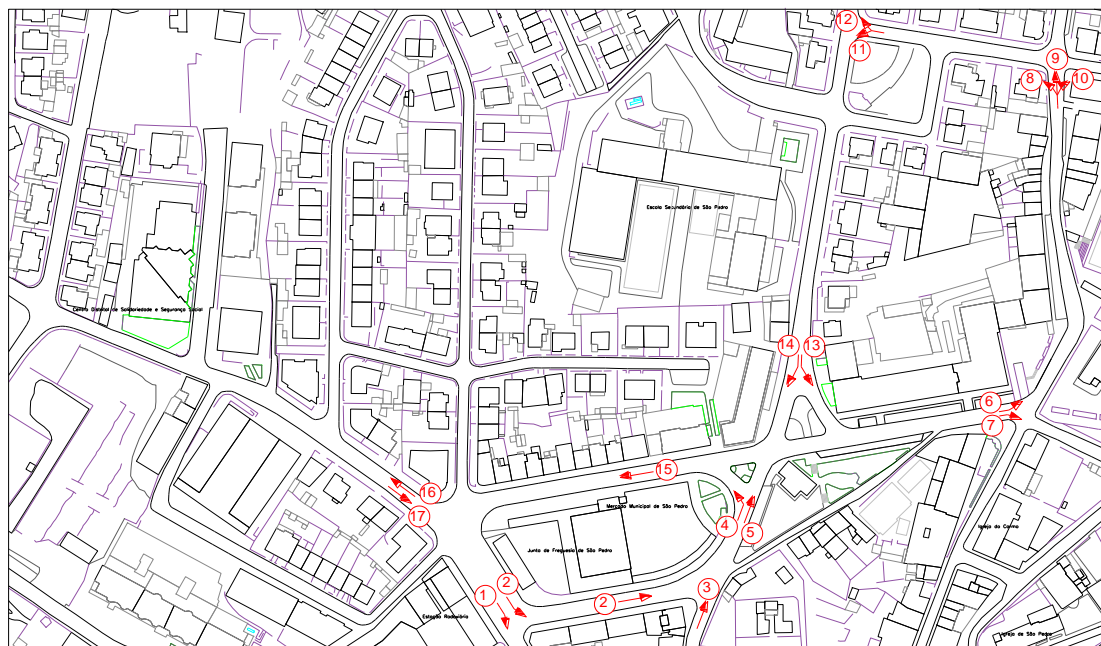 12
11
9
8
10
Escola Secundária de São Pedro
Centro Distrital de Solidariedade e Segurança Social
14
13
6
7
15
16
17
Mercado Municipal de São Pedro
4
5
Igreja do Carmo
Junta de Freguesia de São Pedro
1
2
2
3
Estação Rodoviária
Igreja de São Pedro